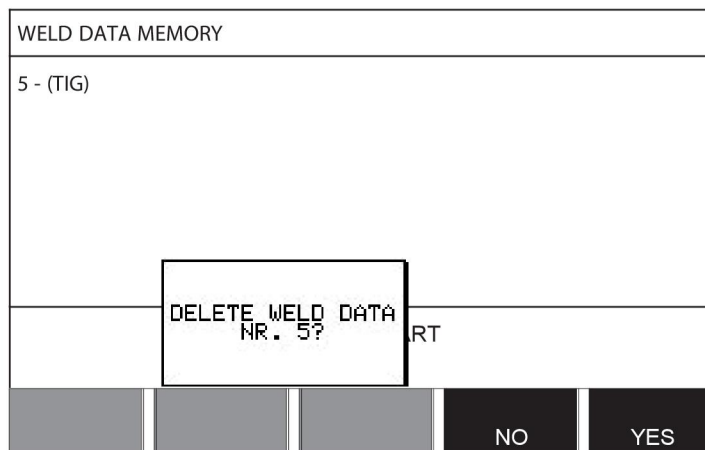 WELD DATA MEMORY
5 - (TIG)
DELETE WELD DATA
NR. 5?
RT
NO
YES